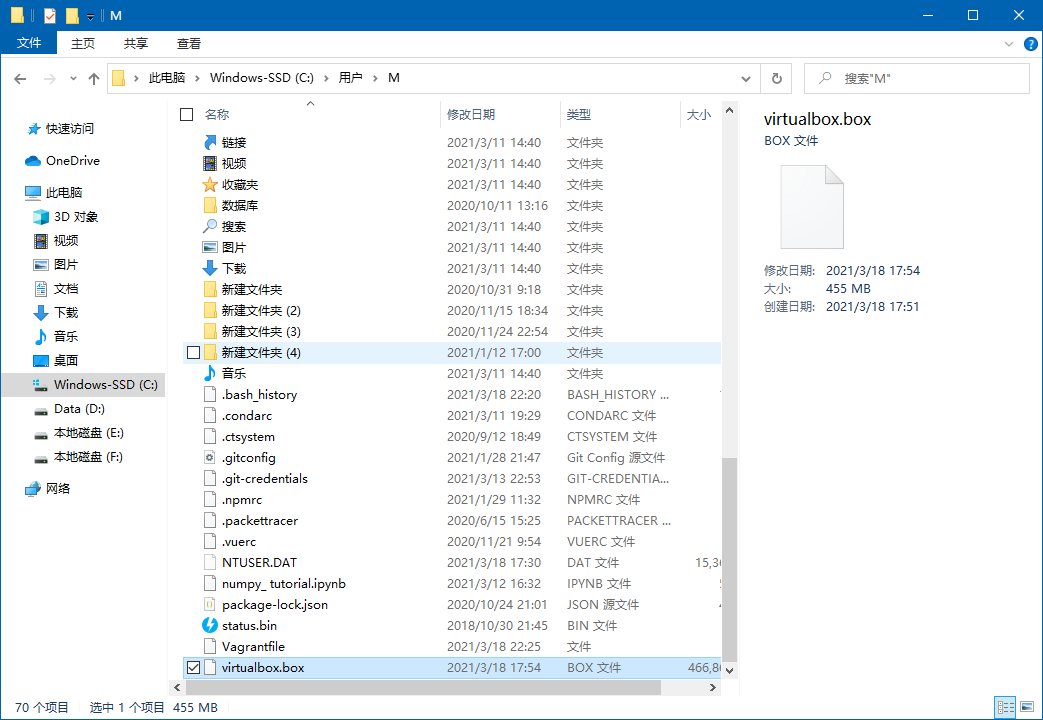 M
文件 主页 共享 查看
此电脑 Windows-SSD (C:) 用户 M 搜索"M"
快速访问
OneDrive
此电脑
3D 对象
视频
图片
文档
下载
音乐
桌面
Windows-SSD (C:)
Data (D:)
本地磁盘 (E:)
本地磁盘 (F:)
网络
名称 修改日期 类型 大小
链接 2021/3/11 14:40 文件夹
视频 2021/3/11 14:40 文件夹
收藏夹 2021/3/11 14:40 文件夹
数据库 2020/10/11 13:16 文件夹
搜索 2021/3/11 14:40 文件夹
图片 2021/3/11 14:40 文件夹
下载 2021/3/11 14:40 文件夹
新建文件夹 2020/10/31 9:18 文件夹
新建文件夹 (2) 2020/11/15 18:34 文件夹
新建文件夹 (3) 2020/11/24 22:54 文件夹
新建文件夹 (4) 2021/1/12 17:00 文件夹
音乐 2021/3/11 14:40 文件夹
.bash_history 2021/3/18 22:20 BASH_HISTORY ...
.condarc 2021/3/11 19:29 CONDARC 文件
.ctsystem 2020/9/12 18:49 CTSYSTEM 文件
.gitconfig 2021/1/28 21:47 Git Config 源文件
.git-credentials 2021/3/13 22:53 GIT-CREDENTIA...
.npmrc 2021/1/29 11:32 NPMRC 文件
.packettracer 2020/6/15 15:25 PACKETTRACER ...
.vuerc 2020/11/21 9:54 VUERC 文件
NTUSER.DAT 2021/3/18 17:30 DAT 文件 15,3
numpy_ tutorial.ipynb 2021/3/12 16:32 IPYNB 文件
package-lock.json 2020/10/24 21:01 JSON 源文件
status.bin 2018/10/30 21:45 BIN 文件
Vagrantfile 2021/3/18 22:25 文件
virtualbox.box 2021/3/18 17:54 BOX 文件 466,8
virtualbox.box
BOX 文件
修改日期: 2021/3/18 17:54
大小: 455 MB
创建日期: 2021/3/18 17:51
70 个项目 选中 1 个项目 455 MB